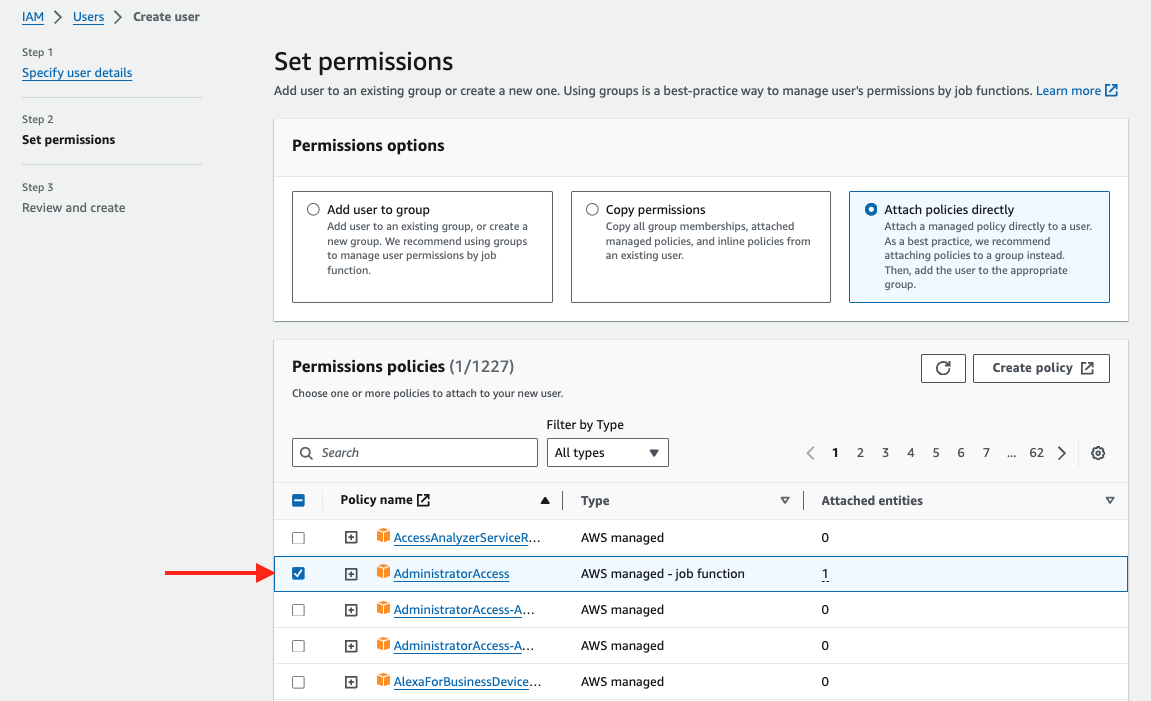 IAM > Users > Create user
Step 1
Specify user details
Step 2
Set permissions
Step 3
Review and create
Set permissions
Add user to an existing group or create a new one. Using groups is a best-practice way to manage user's permissions by job functions. Learn more
Permissions options
Add user to group
Add user to an existing group, or create a
new group. We recommend using groups
to manage user permissions by job
function.
Copy permissions
Copy all group memberships, attached
managed policies, and inline policies from
an existing user.
Attach policies directly
Attach a managed policy directly to a user.
As a best practice, we recommend
attaching policies to a group instead.
Then, add the user to the appropriate
group.
Permissions policies (1/1227)
Create policy
Choose one or more policies to attach to your new user.
Filter by Type
Search
All types
1 2 3 4 5 6 7 ... 62
Policy name Type Attached entities
AccessAnalyzerServiceR... AWS managed 0
AdministratorAccess AWS managed - job function 1
AdministratorAccess-A... AWS managed 0
AdministratorAccess-A... AWS managed 0
AlexaForBusinessDevice... AWS managed 0